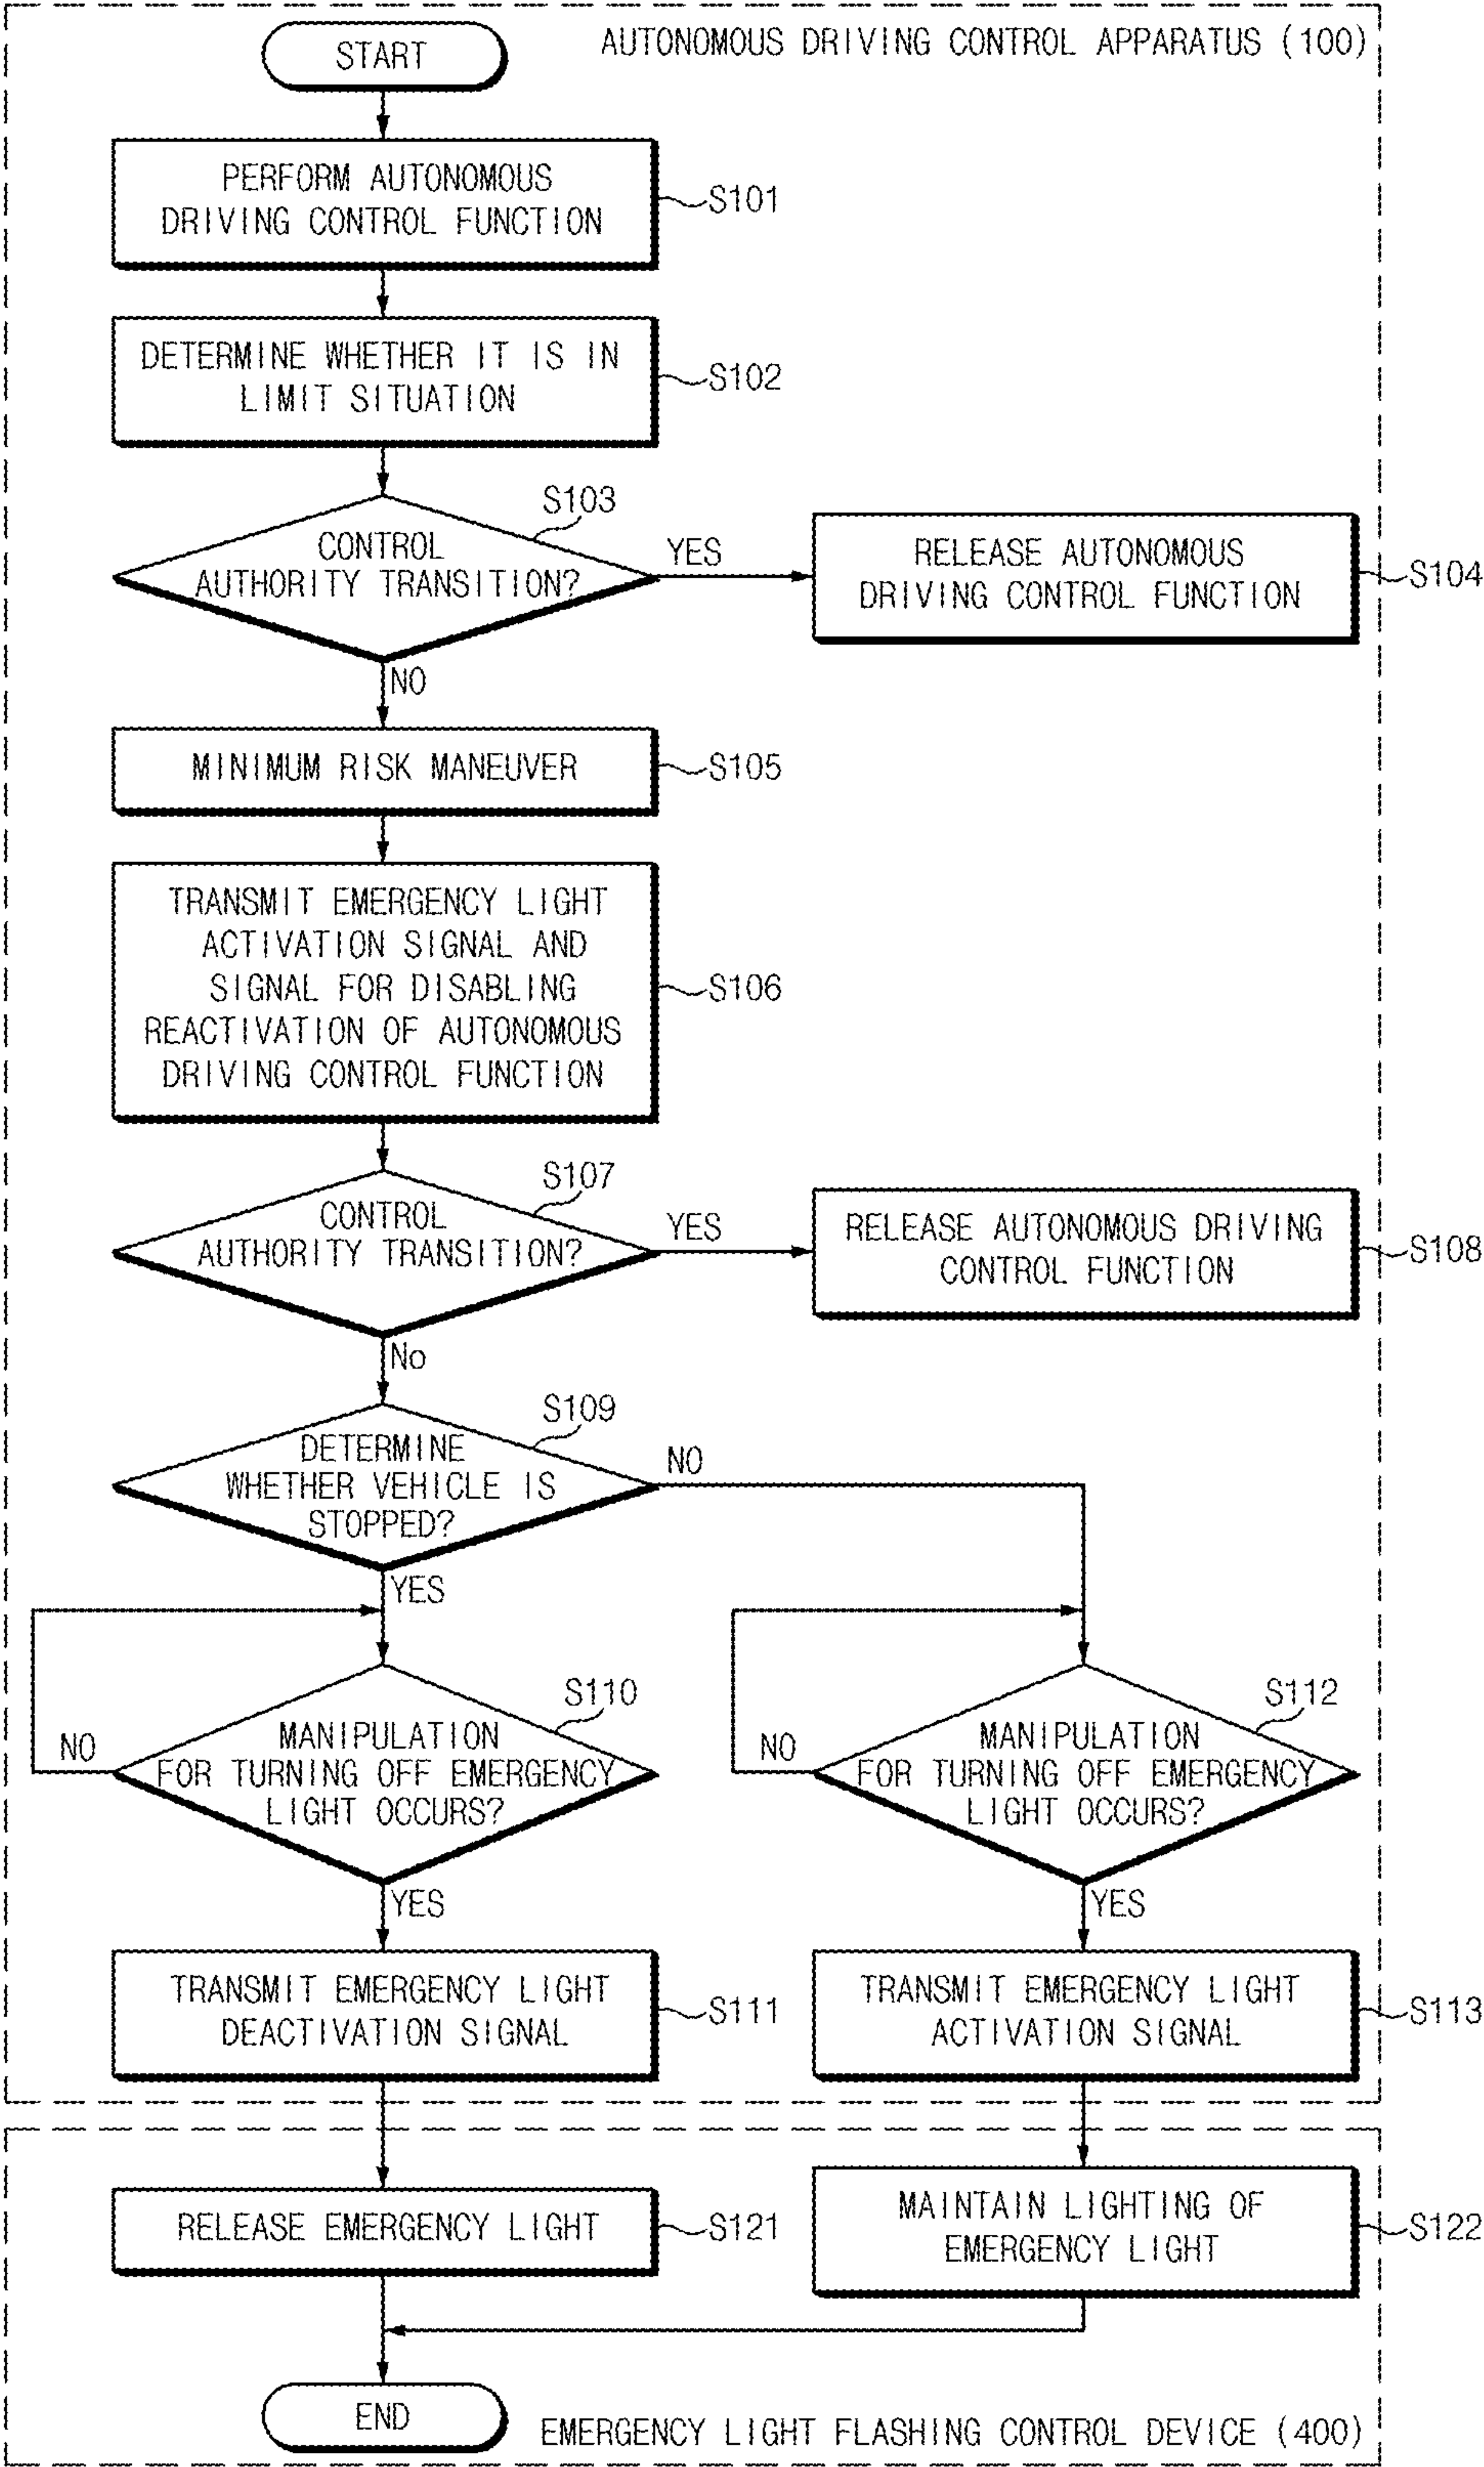 AUTONOMOUS DRIVING CONTROL APPARATUS (100)
START
PERFORM AUTONOMOUS
DRIVING CONTROL FUNCTION
S101
DETERMINE WHETHER IT IS IN
LIMIT SITUATION
S102
S103
CONTROL
AUTHORITY TRANSITION?
YES
RELEASE AUTONOMOUS
DRIVING CONTROL FUNCTION
S104
NO
MINIMUM RISK MANEUVER
S105
TRANSMIT EMERGENCY LIGHT
ACTIVATION SIGNAL AND
SIGNAL FOR DISABLING
REACTIVATION OF AUTONOMOUS
DRIVING CONTROL FUNCTION
S106
S107
CONTROL
AUTHORITY TRANSITION?
YES
RELEASE AUTONOMOUS DRIVING
CONTROL FUNCTION
S108
No
S109
DETERMINE
WHETHER VEHICLE IS
STOPPED?
NO
YES
S110
MANIPULATION
FOR TURNING OFF EMERGENCY
LIGHT OCCURS?
NO
YES
S112
MANIPULATION
FOR TURNING OFF EMERGENCY
LIGHT OCCURS?
NO
YES
TRANSMIT EMERGENCY LIGHT
DEACTIVATION SIGNAL
S111
TRANSMIT EMERGENCY LIGHT
ACTIVATION SIGNAL
S113
RELEASE EMERGENCY LIGHT
S121
MAINTAIN LIGHTING OF
EMERGENCY LIGHT
S122
END
EMERGENCY LIGHT FLASHING CONTROL DEVICE (400)